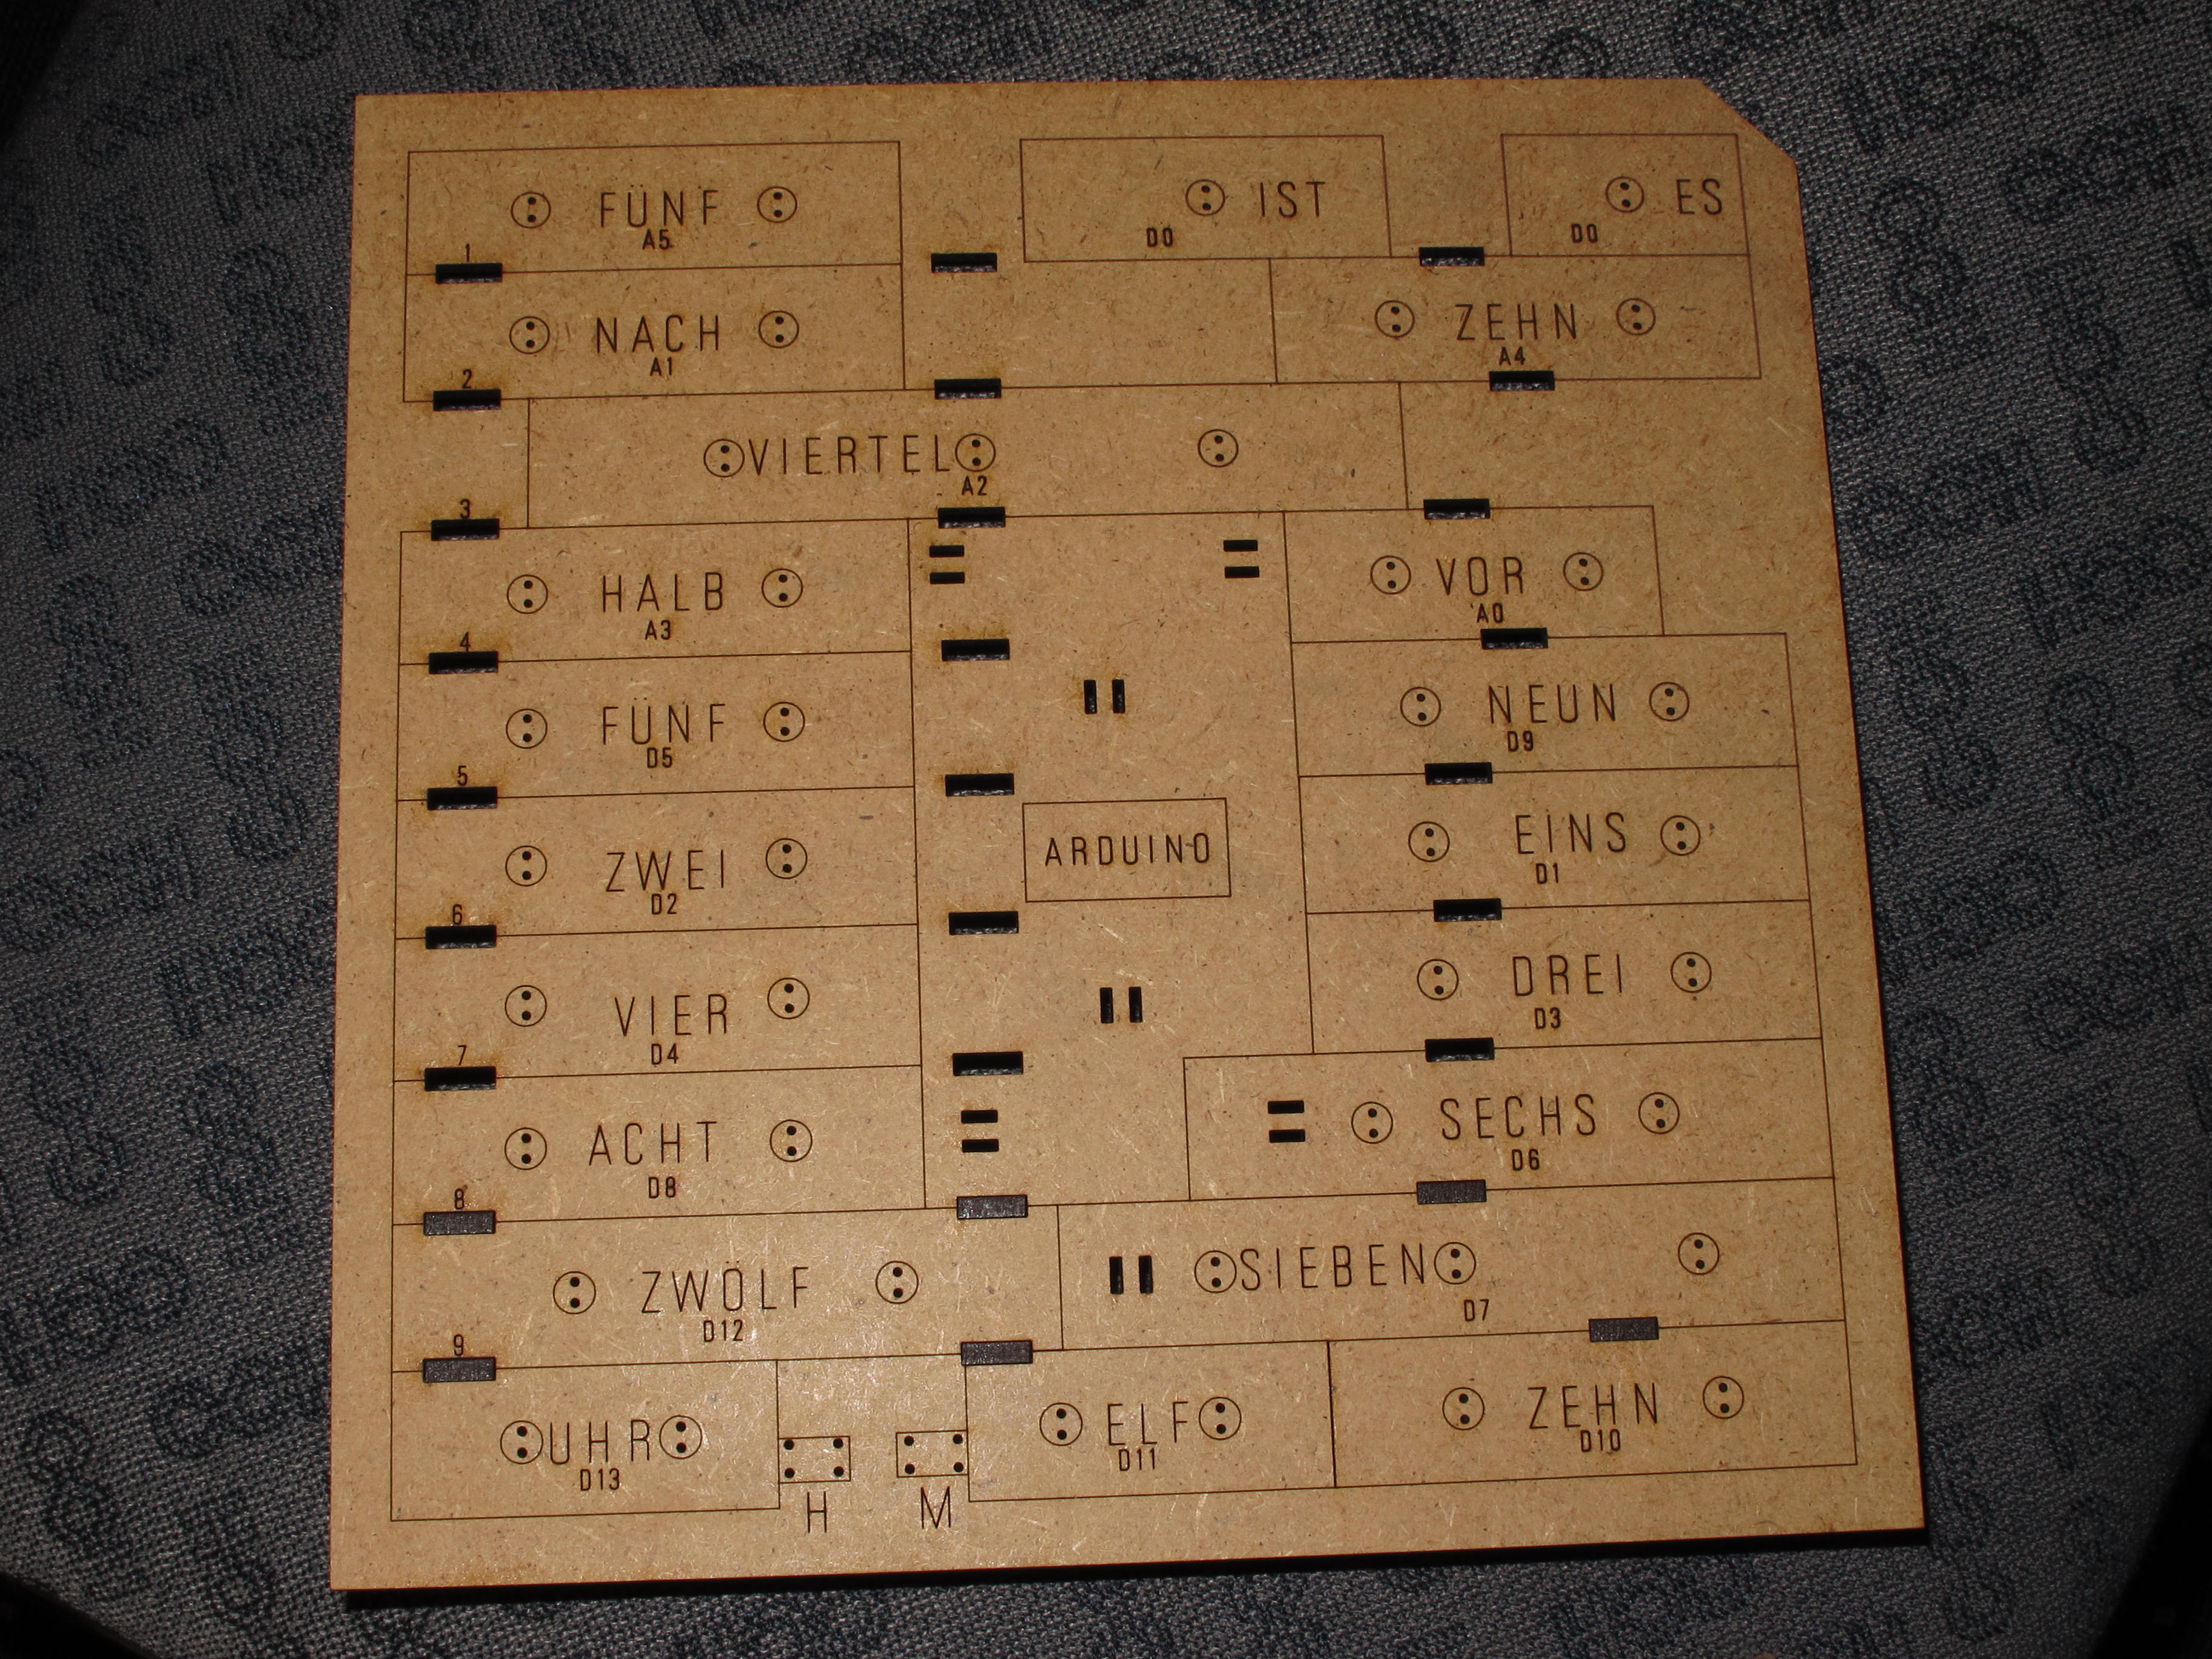 FÜNF IST ES
A5 D0 D0
1
NACH ZEHN
A1 A4
2
VIERTEL
A2
3
HALB VOR
A3 A0
4
FÜNF NEUN
D5 D9
5
ZWEI ARDUINO EINS
D2 D1
6
VIER DREI
D4 D3
7
ACHT SECHS
D8 D6
8
ZWÖLF SIEBEN
D12 D7
9
UHR ELF ZEHN
D13 D11 D10
H M